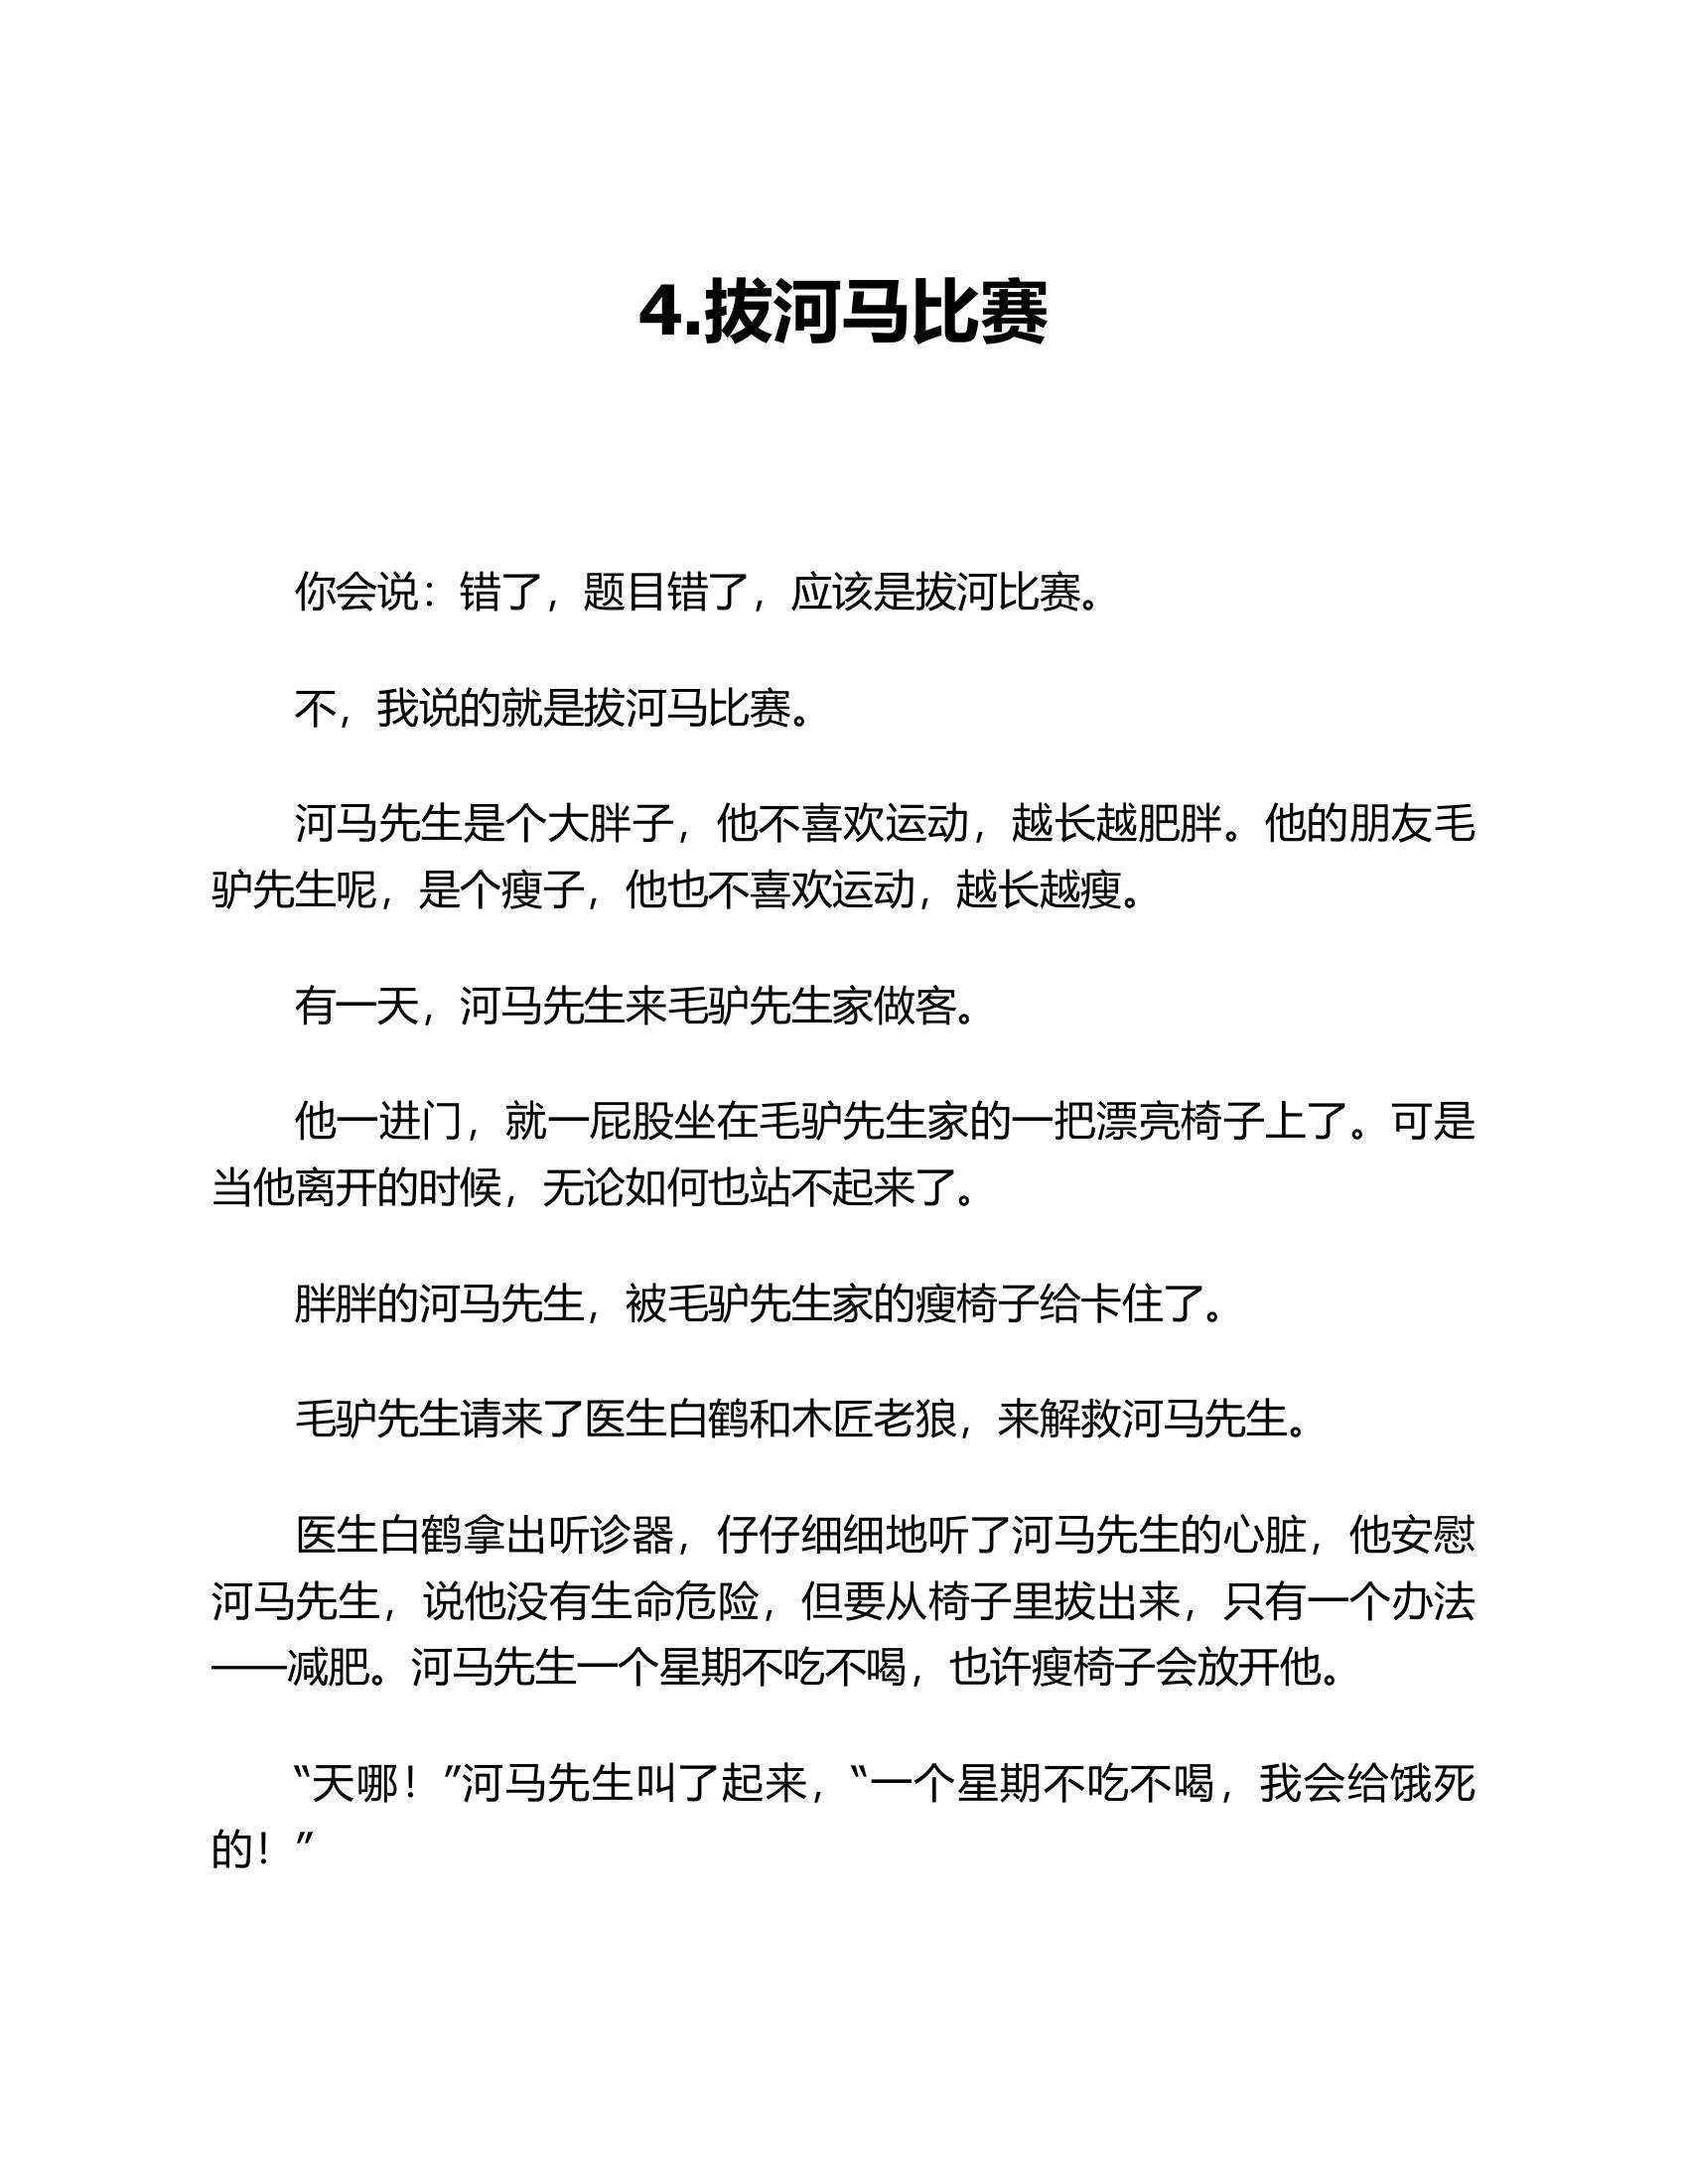 4.拔河马比赛
你会说：错了，题目错了，应该是拔河比赛。
不，我说的就是拔河马比赛。
河马先生是个大胖子，他不喜欢运动，越长越肥胖。他的朋友毛
驴先生呢，是个瘦子，他也不喜欢运动，越长越瘦。
有一天，河马先生来毛驴先生家做客。
他一进门，就一屁股坐在毛驴先生家的一把漂亮椅子上了。可是
当他离开的时候，无论如何也站不起来了。
胖胖的河马先生，被毛驴先生家的瘦椅子给卡住了。
毛驴先生请来了医生白鹤和木匠老狼，来解救河马先生。
医生白鹤拿出听诊器，仔仔细细地听了河马先生的心脏，他安慰
河马先生，说他没有生命危险，但要从椅子里拔出来，只有一个办法
——减肥。河马先生一个星期不吃不喝，也许瘦椅子会放开他。
“天哪！”河马先生叫了起来，“一个星期不吃不喝，我会给饿死
的！”